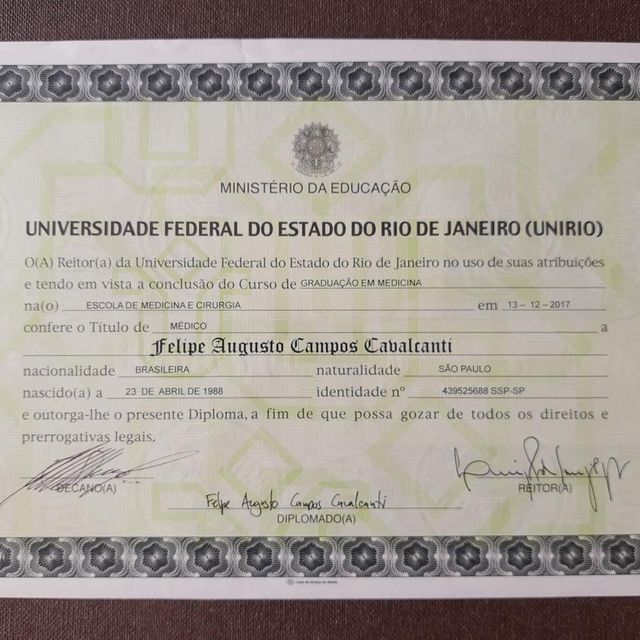 MINISTÉRIO DA EDUCAÇÃO
UNIVERSIDADE FEDERAL DO ESTADO DO RIO DE JANEIRO (UNIRIO)
O(A) Reitor(a) da Universidade Federal do Estado do Rio de Janeiro no uso de suas atribuições
e tendo em vista a conclusão do Curso de GRADUAÇÃO EM MEDICINA
na(o) ESCOLA DE MEDICINA E CIRURGIA em 13 - 12 - 2017
confere o Título de MÉDICO a
Felipe Augusto Campos Cavalcanti
nacionalidade BRASILEIRA naturalidade SÃO PAULO
nascido(a) a 23 DE ABRIL DE 1988 identidade nº 439525688 SSP-SP
e outorga-lhe o presente Diploma, a fim de que possa gozar de todos os direitos e
prerrogativas legais.
DECANO(A)
REITOR(A)
Felipe Augusto Campos Cavalcanti
DIPLOMADO(A)